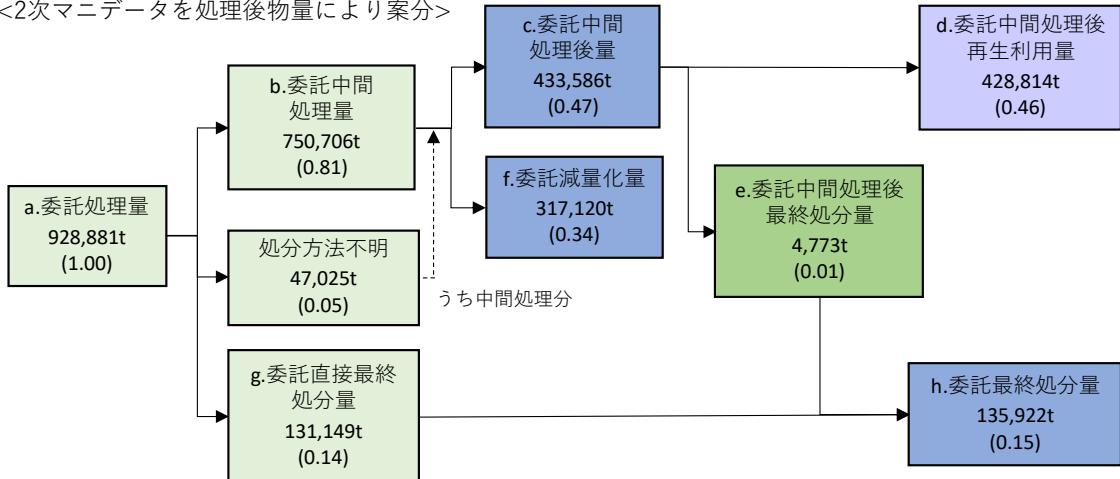 <2次マニデータを処理後物量により案分>
a.委託処理量
928,881t
(1.00)
b.委託中間
処理量
750,706t
(0.81)
処分方法不明
47,025t
(0.05)
うち中間処理分
g.委託直接最終
処分量
131,149t
(0.14)
c.委託中間
処理後量
433,586t
(0.47)
f.委託減量化量
317,120t
(0.34)
d.委託中間処理後
再生利用量
428,814t
(0.46)
e.委託中間処理後
最終処分量
4,773t
(0.01)
h.委託最終処分量
135,922t
(0.15)